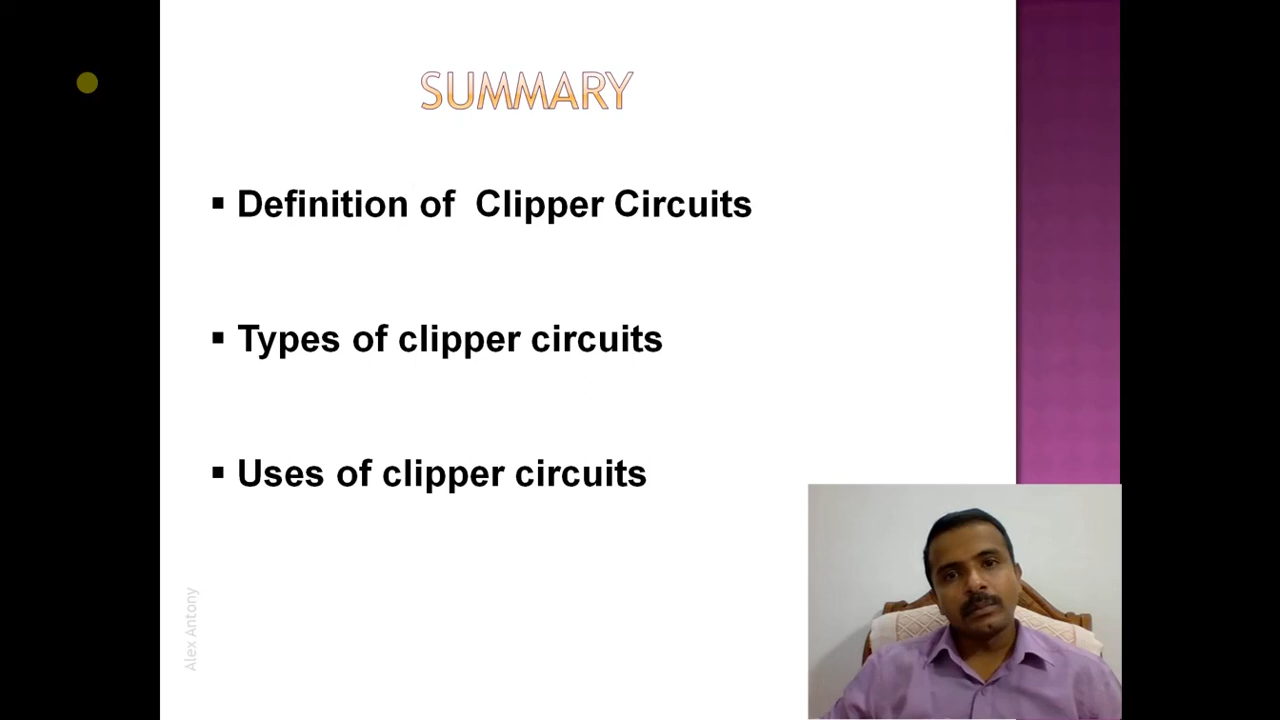 SUMMARY
▪ Definition of  Clipper Circuits
▪ Types of clipper circuits
▪ Uses of clipper circuits
Alex Antony